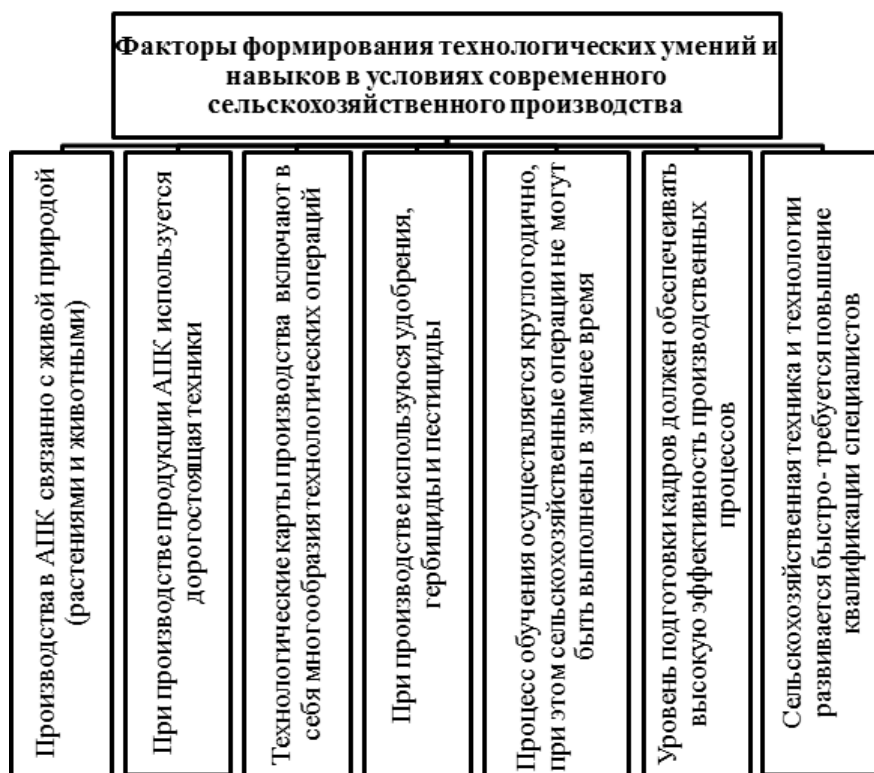 Факторы формирования технологических умений и
навыков в условиях современного
сельскохозяйственного производства
Производства в АПК связанно с живой природой
(растениями и животными)
При производстве продукции АПК используется
дорогостоящая техники
Технологические карты производства включают в
себя многообразия технологических операций
При производстве используюся удобрения,
гербициды и пестициды
Процесс обучения осуществляется круглогодично,
при этом сельскохозяйственные операции не могут
быть выполнены в зимнее время
Уровень подготовки кадров должен обеспечеивать
высокую эффективность производственных
процессов
Сельскохозяйственная техника и технологии
развивается быстро- требуется повышение
квалификации специалистов